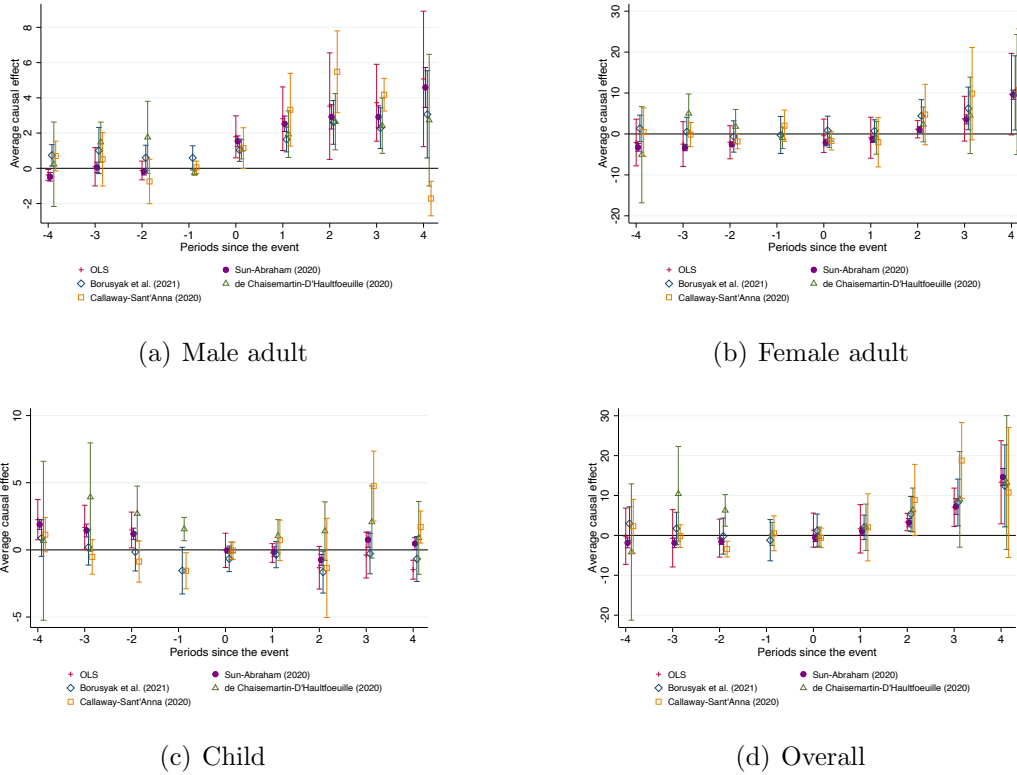 Average causal effect
8
6
4
2
0
-2
-4 -3 -2 -1 0 1 2 3 4
Periods since the event
OLS Sun-Abraham (2020)
Borusyak et al. (2021) de Chaisemartin-D'Haultfoeuille (2020)
Callaway-Sant'Anna (2020)
(a) Male adult
Average causal effect
30
20
10
0
-10
-20
-4 -3 -2 -1 0 1 2 3 4
Periods since the event
OLS Sun-Abraham (2020)
Borusyak et al. (2021) de Chaisemartin-D'Haultfoeuille (2020)
Callaway-Sant'Anna (2020)
(b) Female adult
Average causal effect
10
5
0
-5
-4 -3 -2 -1 0 1 2 3 4
Periods since the event
OLS Sun-Abraham (2020)
Borusyak et al. (2021) de Chaisemartin-D'Haultfoeuille (2020)
Callaway-Sant'Anna (2020)
(c) Child
Average causal effect
30
20
10
0
-10
-20
-4 -3 -2 -1 0 1 2 3 4
Periods since the event
OLS Sun-Abraham (2020)
Borusyak et al. (2021) de Chaisemartin-D'Haultfoeuille (2020)
Callaway-Sant'Anna (2020)
(d) Overall